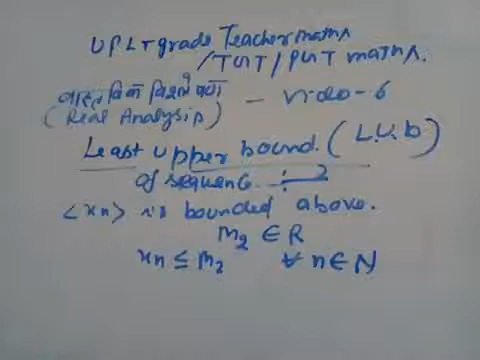 UP LT grade Teacher maths
/TGT/PGT maths.
वास्तविक विश्लेषण – video-6
(Real Analysis)
Least upper bound. (L.U.b)
of sequence :→
<xn> is bounded above.
M2 ∈ R
xn ≤ M2 ∀ n ∈ N